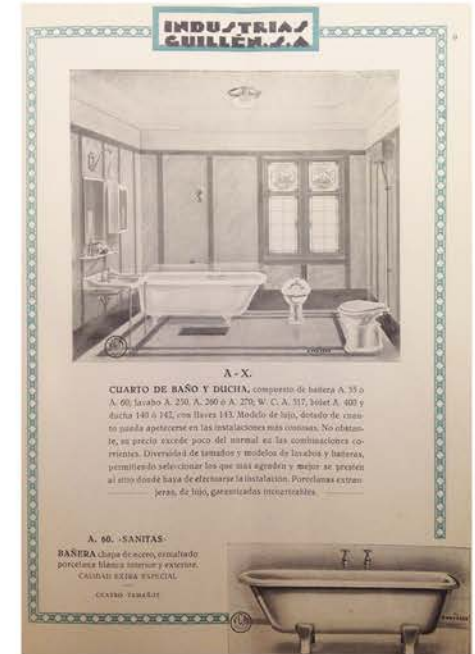 INDUSTRIAS
GUILLÉN.S.A
A - X.
CUARTO DE BAÑO Y DUCHA, compuesto de bañera A. 55 o
A. 60; lavabo A. 250, A. 260 ó A. 270; W. C. A. 517, bidet A. 400 y
ducha 140 ó 142, con llaves 143. Modelo de lujo, dotado de cuan-
to pueda apetecerse en las instalaciones más costosas. No obstan-
te, su precio excede poco del normal en las combinaciones co-
rrientes. Diversidad de tamaños y modelos de lavabos y bañeras,
permitiendo seleccionar los que más agraden y mejor se presten
al sitio donde haya de efectuarse la instalación. Porcelanas extran-
jeras, de lujo, garantizadas incuarteables.
A. 60. «SANITAS»
BAÑERA chapa de acero, esmaltado
porcelana blanca interior y exterior.
CALIDAD EXTRA ESPECIAL
CUATRO TAMAÑOS